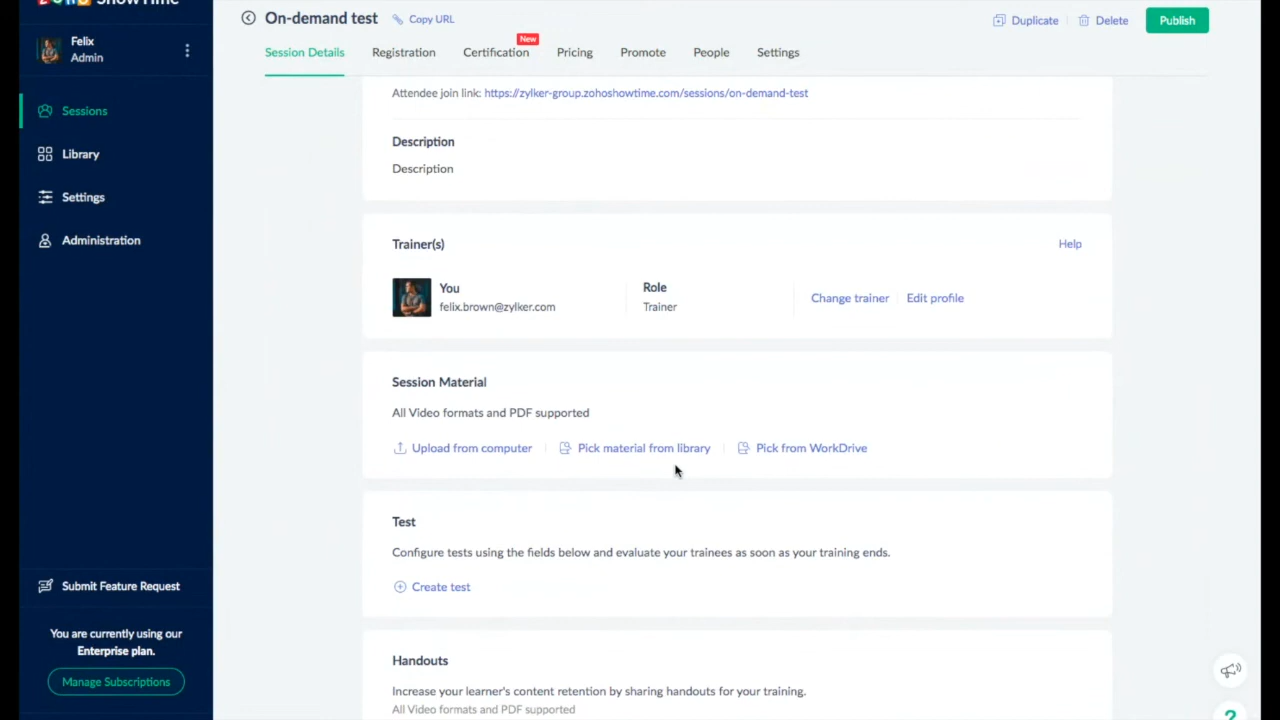 ZOHO ShowTime
Felix
Admin
Sessions
Library
Settings
Administration
Submit Feature Request
You are currently using our
Enterprise plan.
Manage Subscriptions
On-demand test
Copy URL
Duplicate
Delete
Publish
Session Details
Registration
Certification
New
Pricing
Promote
People
Settings
Attendee join link: https://zylker-group.zohoshowtime.com/sessions/on-demand-test
Description
Description
Trainer(s)
Help
You
felix.brown@zylker.com
Role
Trainer
Change trainer
Edit profile
Session Material
All Video formats and PDF supported
Upload from computer
Pick material from library
Pick from WorkDrive
Test
Configure tests using the fields below and evaluate your trainees as soon as your training ends.
Create test
Handouts
Increase your learner's content retention by sharing handouts for your training.
All Video formats and PDF supported
?